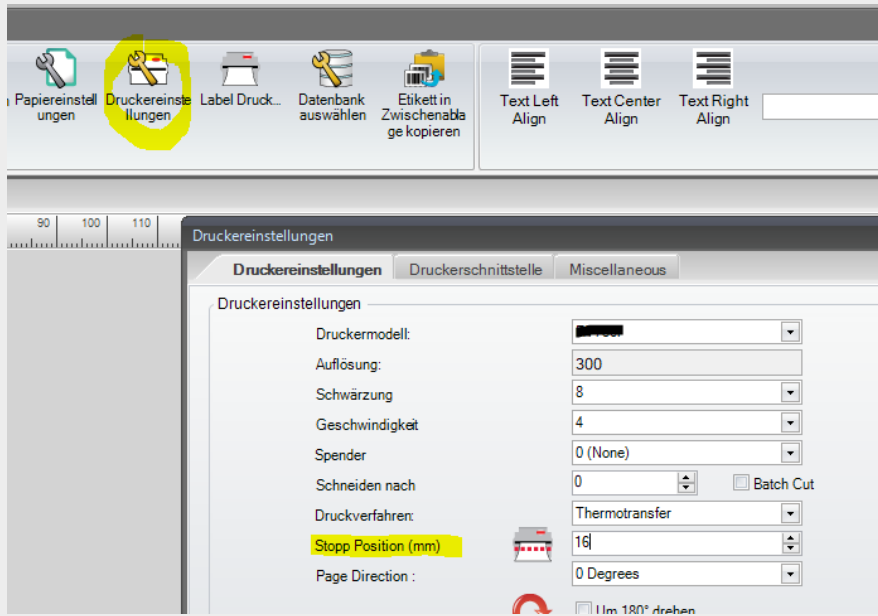 Papiereinstell
ungen
Druckereinste
llungen
Label Druck...
Datenbank
auswählen
Etikett in
Zwischenabla
ge kopieren
Text Left
Align
Text Center
Align
Text Right
Align
90 100 110
Druckereinstellungen
Druckereinstellungen Druckerschnittstelle Miscellaneous
Druckereinstellungen
Druckermodell:
Auflösung: 300
Schwärzung 8
Geschwindigkeit 4
Spender 0 (None)
Schneiden nach 0 Batch Cut
Druckverfahren: Thermotransfer
Stopp Position (mm) 16
Page Direction : 0 Degrees
Um 180° drehen